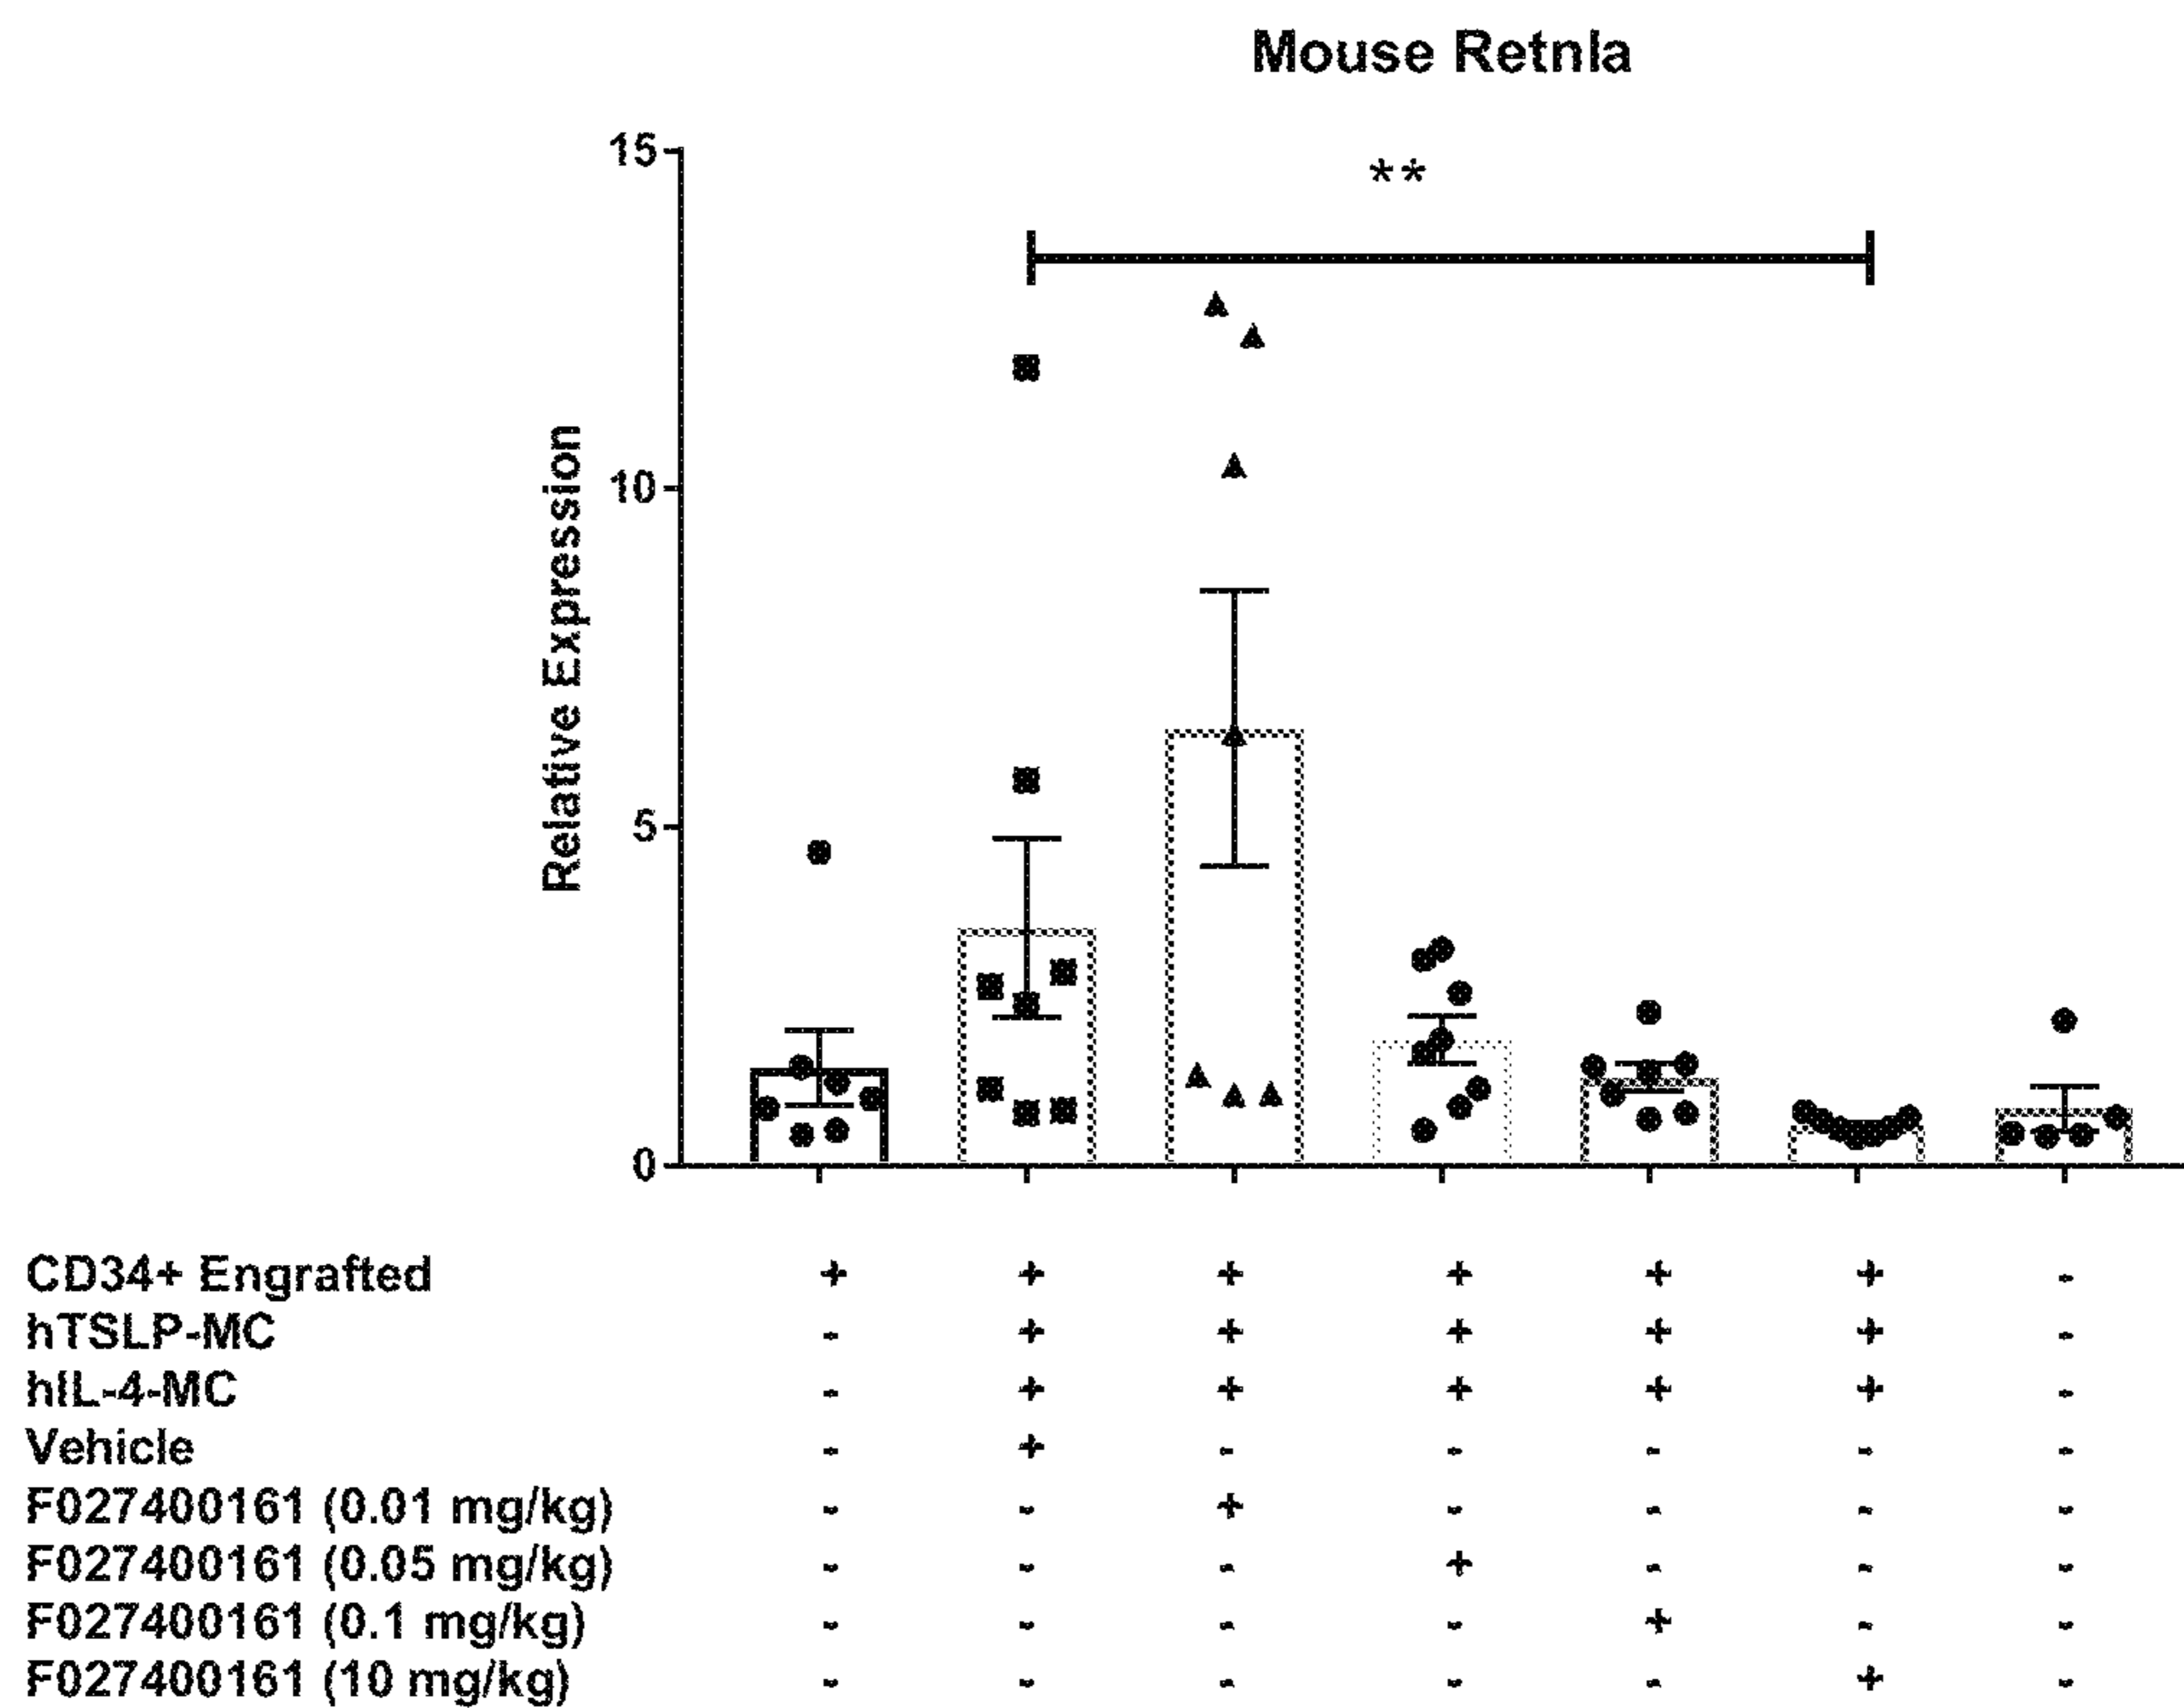 Mouse Retnla
15
**
10
5
0
Relative Expression
CD34+ Engrafted + + + + + + -
hTSLP-MC - + + + + + -
hIL-4-MC - + + + + + -
Vehicle - + - - - - -
F027400161 (0.01 mg/kg) - - + - - - -
F027400161 (0.05 mg/kg) - - - + - - -
F027400161 (0.1 mg/kg) - - - - + - -
F027400161 (10 mg/kg) - - - - - + -